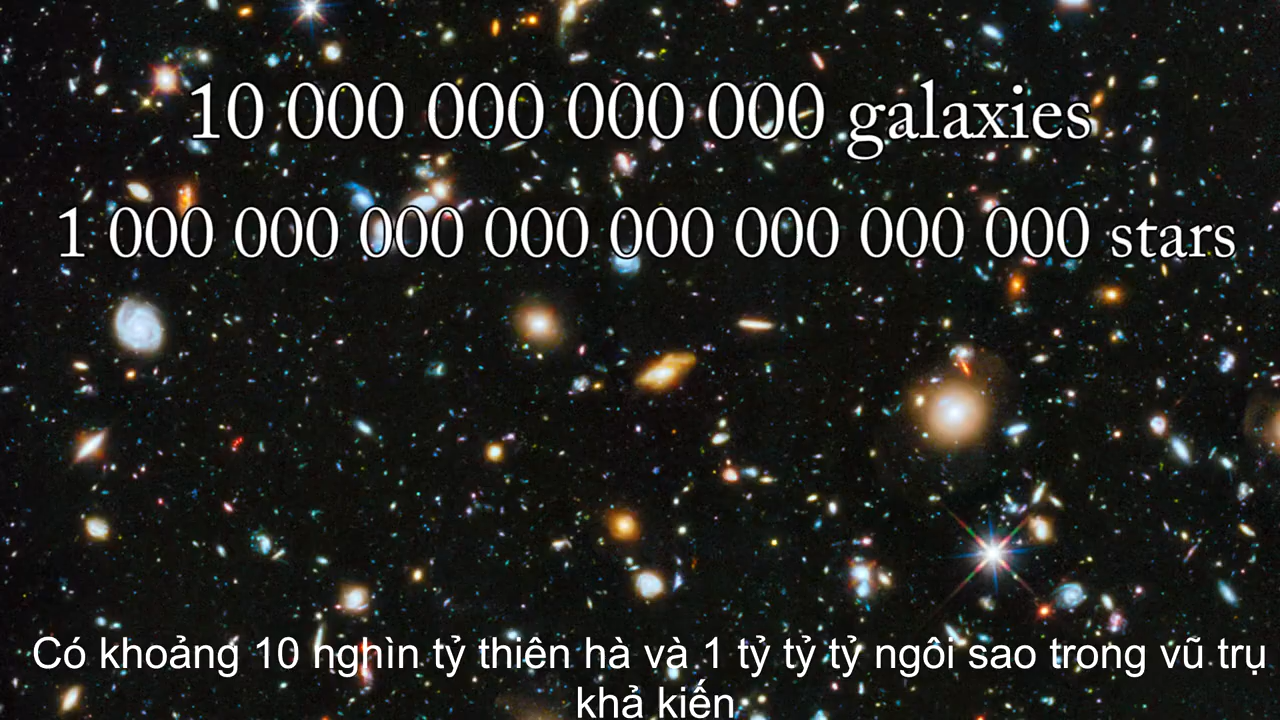 10 000 000 000 000 galaxies
1 000 000 000 000 000 000 000 000 stars
Có khoảng 10 nghìn tỷ thiên hà và 1 tỷ tỷ tỷ ngôi sao trong vũ trụ
khả kiến